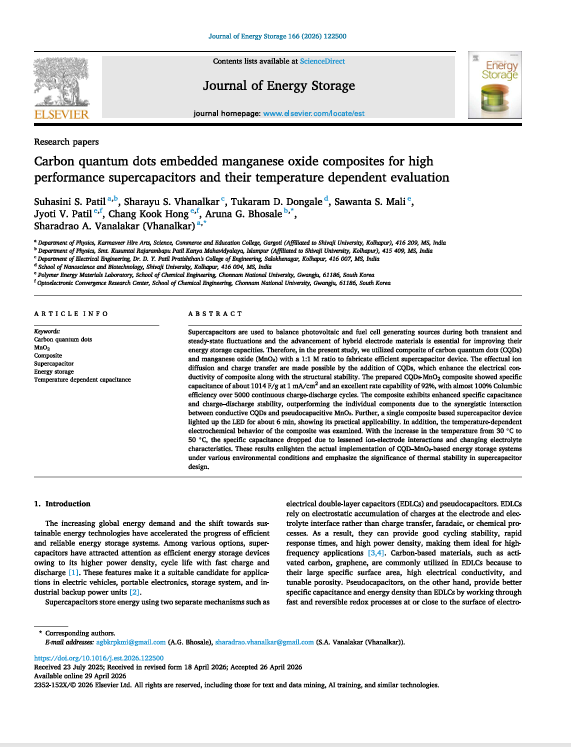 Journal of Energy Storage 166 (2026) 122500
Contents lists available at ScienceDirect
Journal of Energy Storage
journal homepage: www.elsevier.com/locate/est
ELSEVIER
Energy
Storage
Research papers
Carbon quantum dots embedded manganese oxide composites for high
performance supercapacitors and their temperature dependent evaluation
Suhasini S. Patil a,b, Sharayu S. Vhanalkar c, Tukaram D. Dongale d, Sawanta S. Mali e,
Jyoti V. Patil e,f, Chang Kook Hong e,f, Aruna G. Bhosale b,*,
Sharadrao A. Vanalakar (Vhanalkar) a,*
a Department of Physics, Karmaveer Hire Arts, Science, Commerce and Education College, Gargoti (Affiliated to Shivaji University, Kolhapur), 416 209, MS, India
b Department of Physics, Smt. Kusumtai Rajarambapu Patil Kanya Mahavidyalaya, Islampur (Affiliated to Shivaji University, Kolhapur), 415 409, MS, India
c Department of Electrical Engineering, Dr. D. Y. Patil Pratishthan's College of Engineering, Salokhenagar, Kolhapur, 416 007, MS, India
d School of Nanoscience and Biotechnology, Shivaji University, Kolhapur, 416 004, MS, India
e Polymer Energy Materials Laboratory, School of Chemical Engineering, Chonnam National University, Gwangju, 61186, South Korea
f Optoelectronic Convergence Research Center, School of Chemical Engineering, Chonnam National University, Gwangju, 61186, South Korea
ARTICLE INFO
Keywords:
Carbon quantum dots
MnO2
Composite
Supercapacitor
Energy storage
Temperature dependent capacitance
ABSTRACT
Supercapacitors are used to balance photovoltaic and fuel cell generating sources during both transient and
steady-state fluctuations and the advancement of hybrid electrode materials is essential for improving their
energy storage capacities. Therefore, in the present study, we utilized composite of carbon quantum dots (CQDs)
and manganese oxide (MnO2) with a 1:1 M ratio to fabricate efficient supercapacitor device. The effectual ion
diffusion and charge transfer are made possible by the addition of CQDs, which enhance the electrical con-
ductivity of composite along with the structural stability. The prepared CQDs-MnO2 composite showed specific
capacitance of about 1014 F/g at 1 mA/cm2 and an excellent rate capability of 92%, with almost 100% Columbic
efficiency over 5000 continuous charge-discharge cycles. The composite exhibits enhanced specific capacitance
and charge–discharge stability, outperforming the individual components due to the synergistic interaction
between conductive CQDs and pseudocapacitive MnO2. Further, a single composite based supercapacitor device
lighted up the LED for about 6 min, showing its practical applicability. In addition, the temperature-dependent
electrochemical behavior of the composite was examined. With the increase in the temperature from 30 °C to
50 °C, the specific capacitance dropped due to lessened ion-electrode interactions and changing electrolyte
characteristics. These results enlighten the actual implementation of CQD–MnO2-based energy storage systems
under various environmental conditions and emphasize the significance of thermal stability in supercapacitor
design.
1. Introduction
The increasing global energy demand and the shift towards sus-
tainable energy technologies have accelerated the progress of efficient
and reliable energy storage systems. Among various options, super-
capacitors have attracted attention as efficient energy storage devices
owing to its higher power density, cycle life with fast charge and
discharge [1]. These features make it a suitable candidate for applica-
tions in electric vehicles, portable electronics, storage system, and in-
dustrial backup power units [2].
Supercapacitors store energy using two separate mechanisms such as
electrical double-layer capacitors (EDLCs) and pseudocapacitors. EDLCs
rely on electrostatic accumulation of charges at the electrode and elec-
trolyte interface rather than charge transfer, faradaic, or chemical pro-
cesses. As a result, they can provide good cycling stability, rapid
response times, and high power density, making them ideal for high-
frequency applications [3,4]. Carbon-based materials, such as acti-
vated carbon, graphene, are commonly utilized in EDLCs because to
their large specific surface area, high electrical conductivity, and
tunable porosity. Pseudocapacitors, on the other hand, provide better
specific capacitance and energy density than EDLCs by working through
fast and reversible redox processes at or close to the surface of electro-
* Corresponding authors.
E-mail addresses: agbkrpkmi@gmail.com (A.G. Bhosale), sharadrao.vhanalkar@gmail.com (S.A. Vanalakar (Vhanalkar)).
https://doi.org/10.1016/j.est.2026.122500
Received 23 July 2025; Received in revised form 18 April 2026; Accepted 26 April 2026
Available online 29 April 2026
2352-152X/© 2026 Elsevier Ltd. All rights are reserved, including those for text and data mining, AI training, and similar technologies.